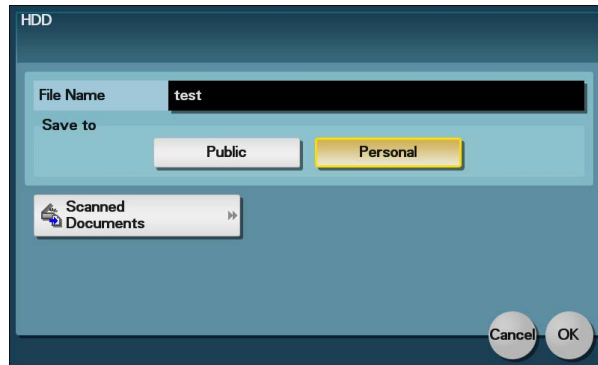 HDD
File Name test
Save to
Public Personal
Scanned
Documents
Cancel OK